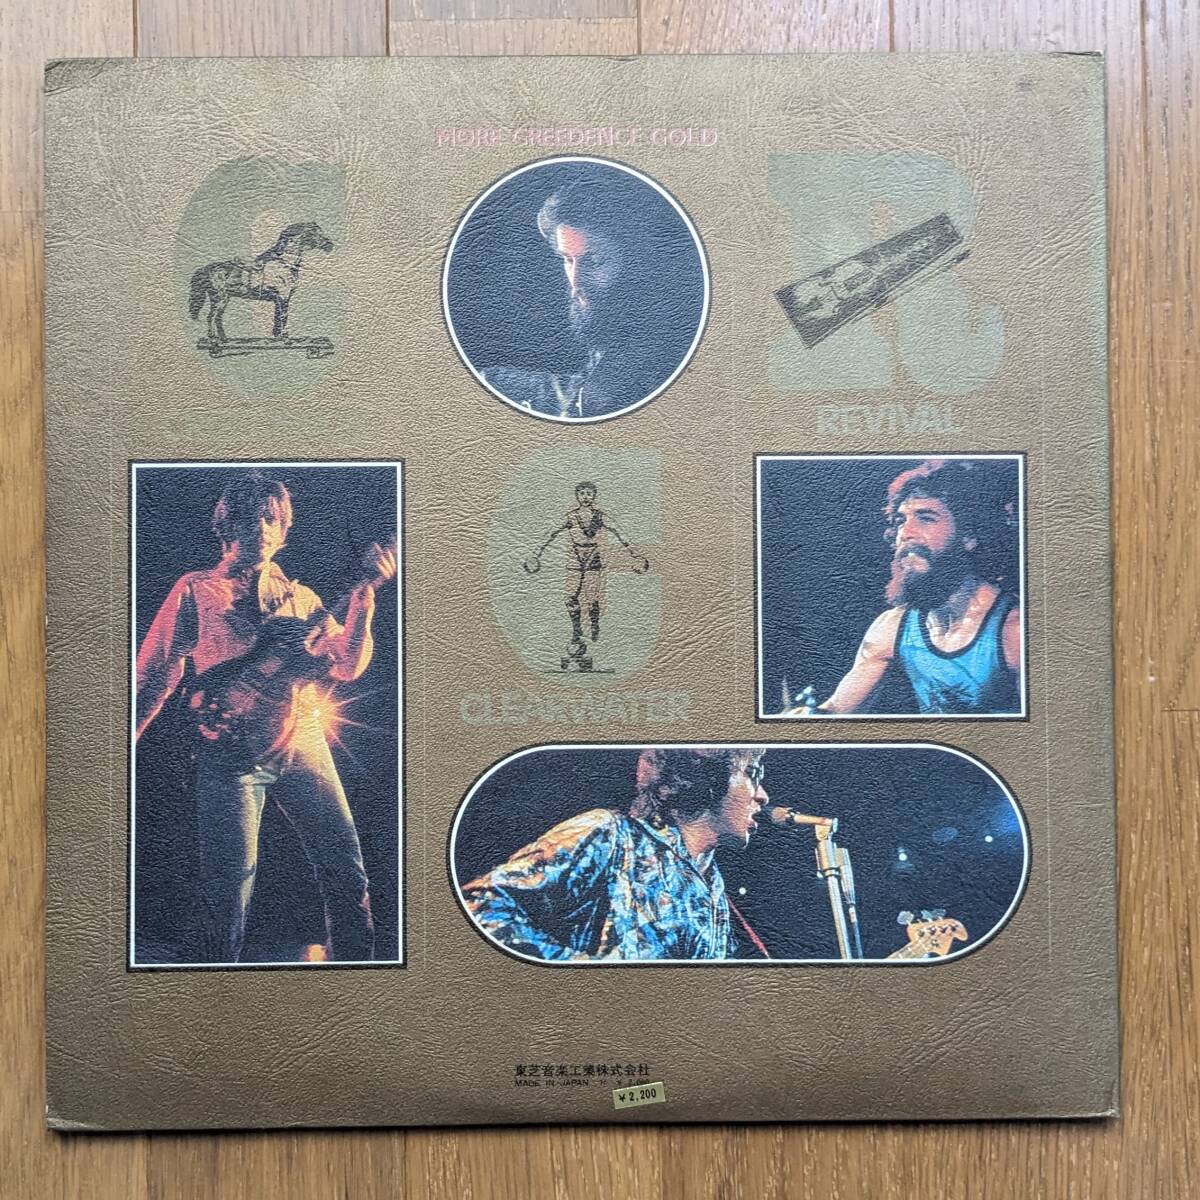 MORE CREEDENCE GOLD
C
R
REVIVAL
C
CLEARWATER
東芝音楽工業株式会社
MADE IN JAPAN
¥2,200